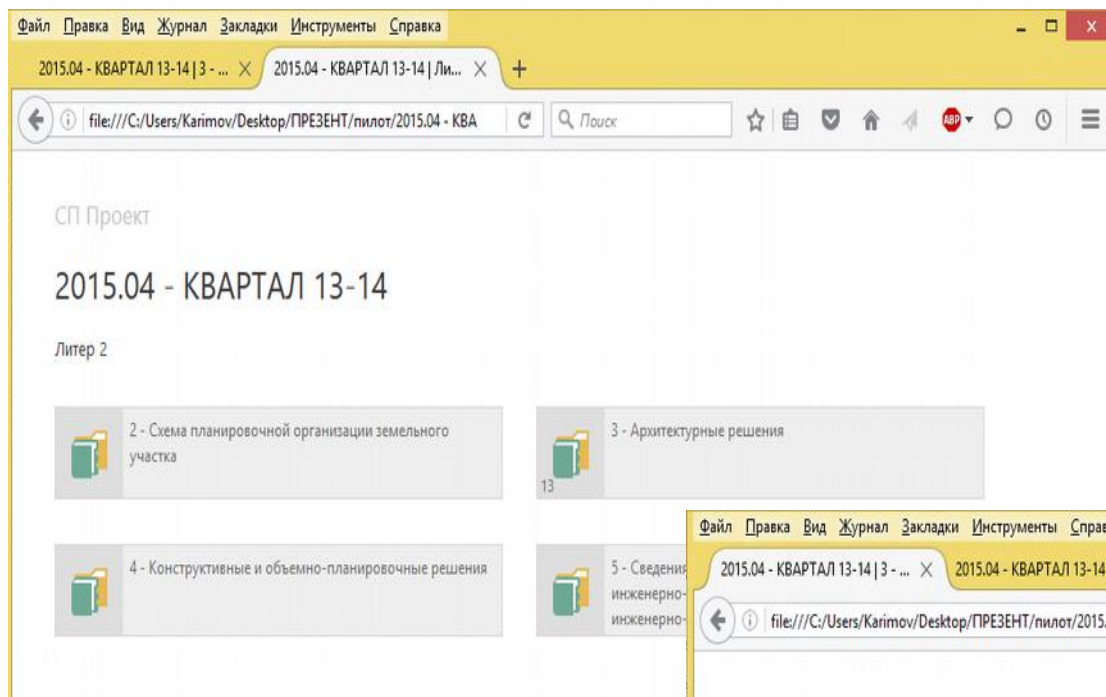 Файл Правка Вид Журнал Закладки Инструменты Справка
2015.04 - КВАРТАЛ 13-14 | 3 - ... 2015.04 - КВАРТАЛ 13-14 | Ли...
file:///C:/Users/Karimov/Desktop/ПРЕЗЕНТ/пилот/2015.04 - КВА Поиск ABP
СП Проект
2015.04 - КВАРТАЛ 13-14
Литер 2
2 - Схема планировочной организации земельного
участка
3 - Архитектурные решения
13
4 - Конструктивные и объемно-планировочные решения
5 - Сведения
инженерно-
инженерно-
Файл Правка Вид Журнал Закладки Инструменты Справ
2015.04 - КВАРТАЛ 13-14 | 3 - ... 2015.04 - КВАРТАЛ 13-14
file:///C:/Users/Karimov/Desktop/ПРЕЗЕНТ/пилот/2015.